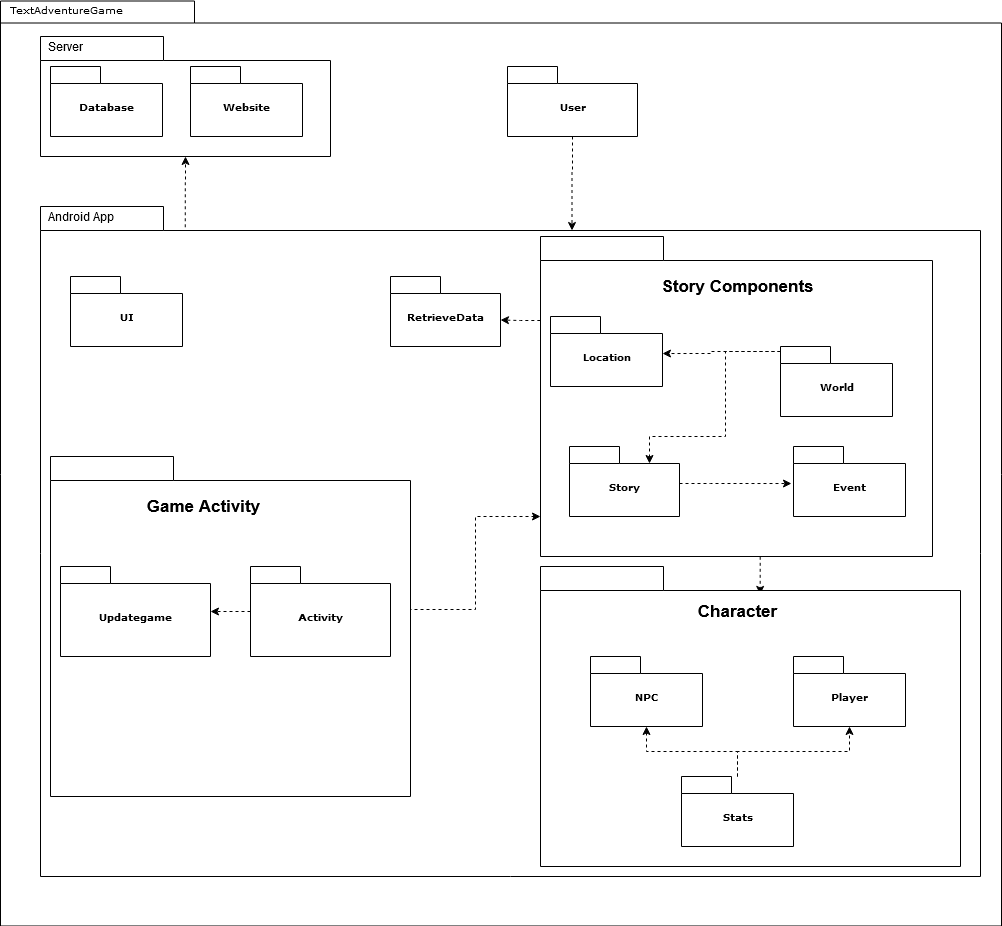 TextAdventureGame
Server
Database
Website
User
Android App
UI
RetrieveData
Story Components
Location
World
Story
Event
Game Activity
Updategame
Activity
Character
NPC
Player
Stats